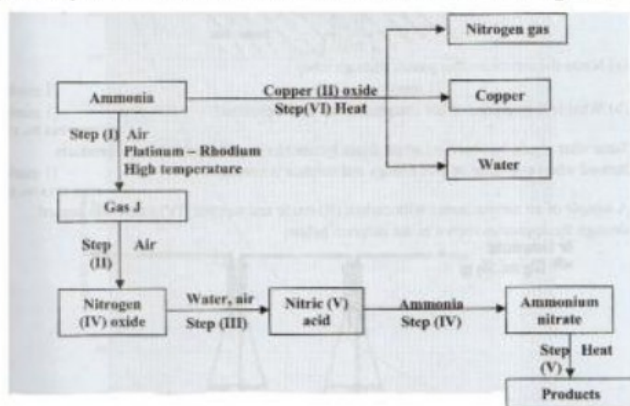 Nitrogen gas
Ammonia
Copper (II) oxide
Step(VI) Heat
Copper
Step (I) Air
Platinum – Rhodium
High temperature
Water
Gas J
Step
(II)
Air
Nitrogen
(IV) oxide
Water, air
Step (III)
Nitric (V)
acid
Ammonia
Step (IV)
Ammonium
nitrate
Step
(V)
Heat
Products